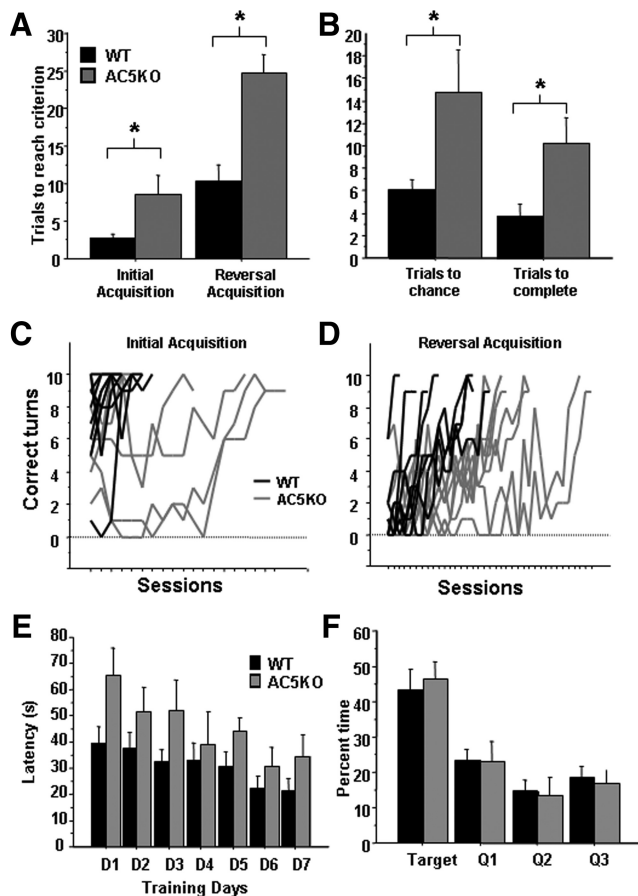 A
WT
AC5KO
Trials to reach criterion
30
25
20
15
10
5
0
*
*
Initial
Acquisition
Reversal
Acquisition
B
20
18
16
14
12
10
8
6
4
2
0
*
*
Trials to
chance
Trials to
complete
C
Initial Acquisition
Correct turns
10
8
6
4
2
0
WT
AC5KO
Sessions
D
Reversal Acquisition
10
8
6
4
2
0
Sessions
E
WT
AC5KO
Latency (s)
80
70
60
50
40
30
20
10
0
D1 D2 D3 D4 D5 D6 D7
Training Days
F
Percent time
60
50
40
30
20
10
0
Target Q1 Q2 Q3